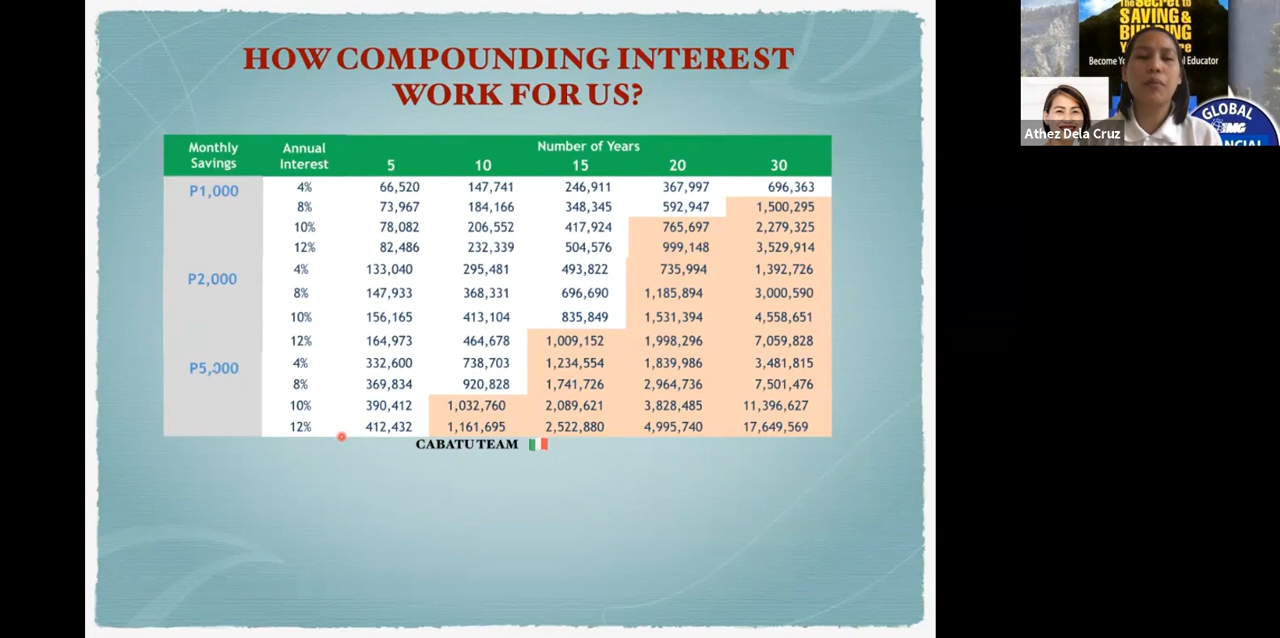 HOW COMPOUNDING INTEREST
WORK FOR US?
Monthly Savings Annual Interest Number of Years
5 10 15 20 30
P1,000 4% 66,520 147,741 246,911 367,997 696,363
8% 73,967 184,166 348,345 592,947 1,500,295
10% 78,082 206,552 417,924 765,697 2,279,325
12% 82,486 232,339 504,576 999,148 3,529,914
P2,000 4% 133,040 295,481 493,822 735,994 1,392,726
8% 147,933 368,331 696,690 1,185,894 3,000,590
10% 156,165 413,104 835,849 1,531,394 4,558,651
12% 164,973 464,678 1,009,152 1,998,296 7,059,828
P5,000 4% 332,600 738,703 1,234,554 1,839,986 3,481,815
8% 369,834 920,828 1,741,726 2,964,736 7,501,476
10% 390,412 1,032,760 2,089,621 3,828,485 11,396,627
12% 412,432 1,161,695 2,522,880 4,995,740 17,649,569
CABATU TEAM
The Secret to
SAVING &
Become Educator
GLOBAL
IMG
Athez Dela Cruz